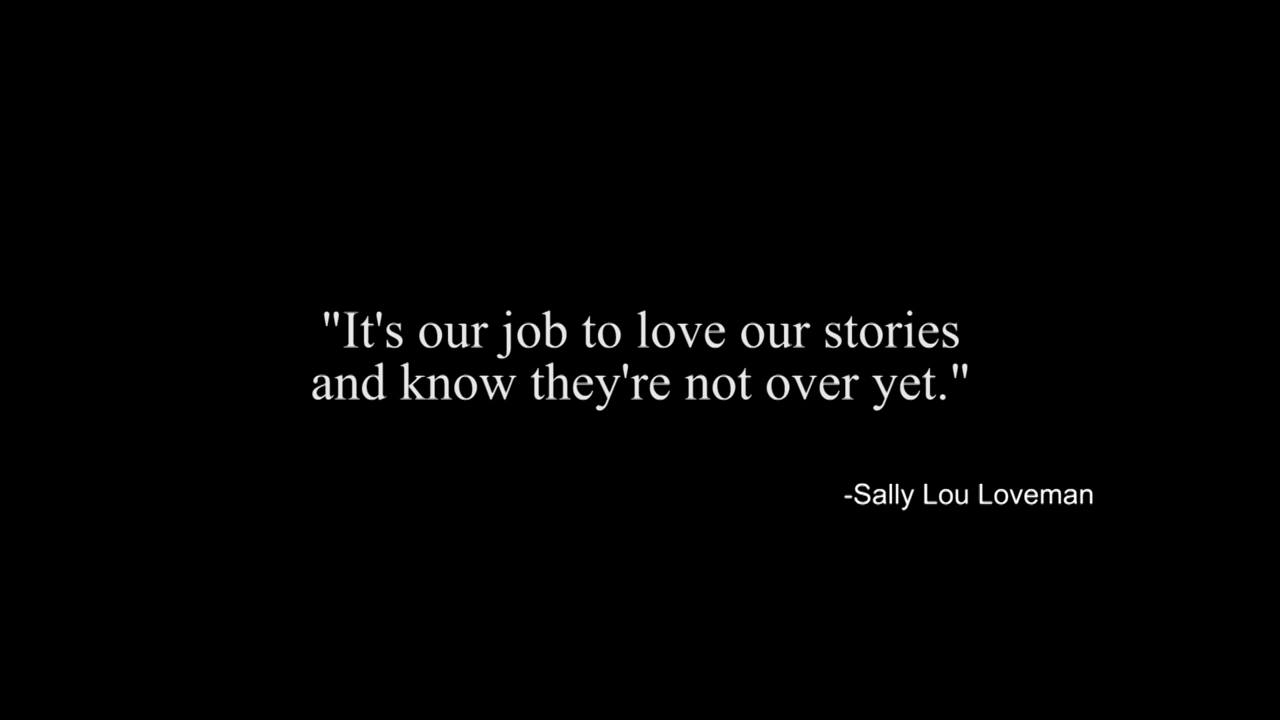 "It's our job to love our stories
and know they're not over yet."
-Sally Lou Loveman